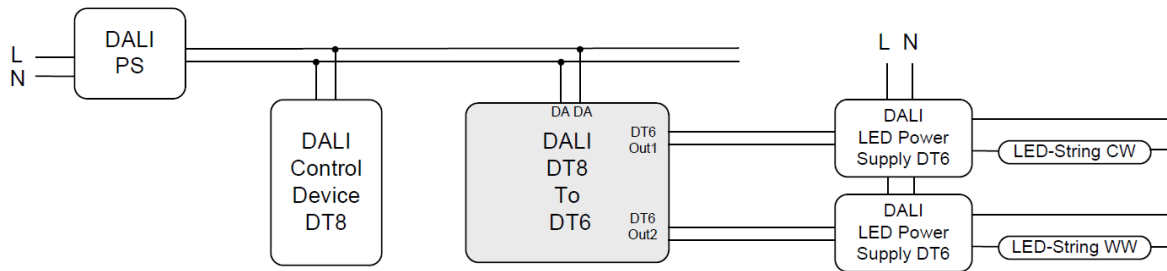 L
N
DALI
PS
DALI
Control
Device
DT8
DA DA
DALI
DT8
To
DT6
DT6
Out1
DT6
Out2
L N
DALI
LED Power
Supply DT6
LED-String CW
DALI
LED Power
Supply DT6
LED-String WW